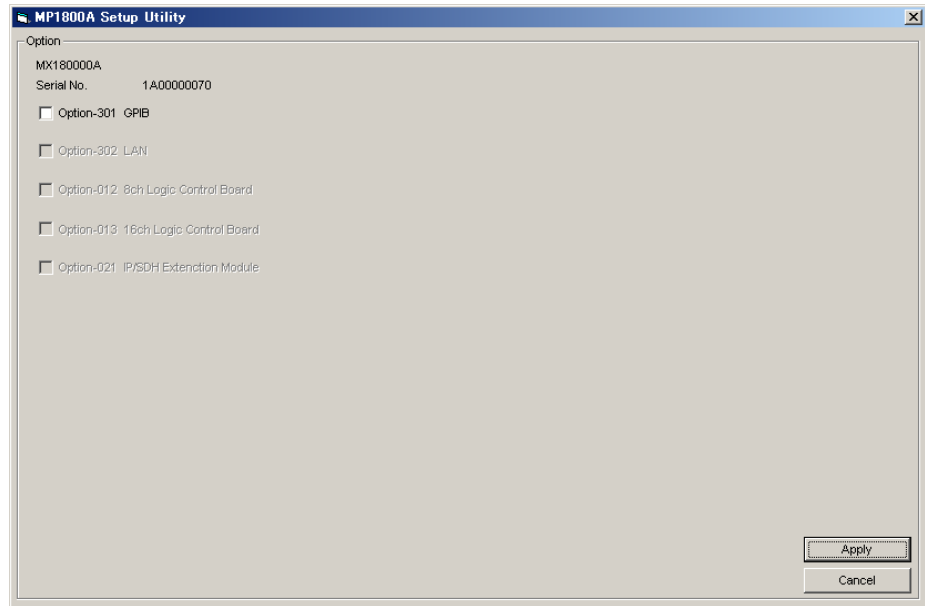 MP1800A Setup Utility
Option
MX180000A
Serial No. 1A00000070
Option-301 GPIB
Option-302 LAN
Option-012 8ch Logic Control Board
Option-013 16ch Logic Control Board
Option-021 IP/SDH Extenction Module
Apply
Cancel